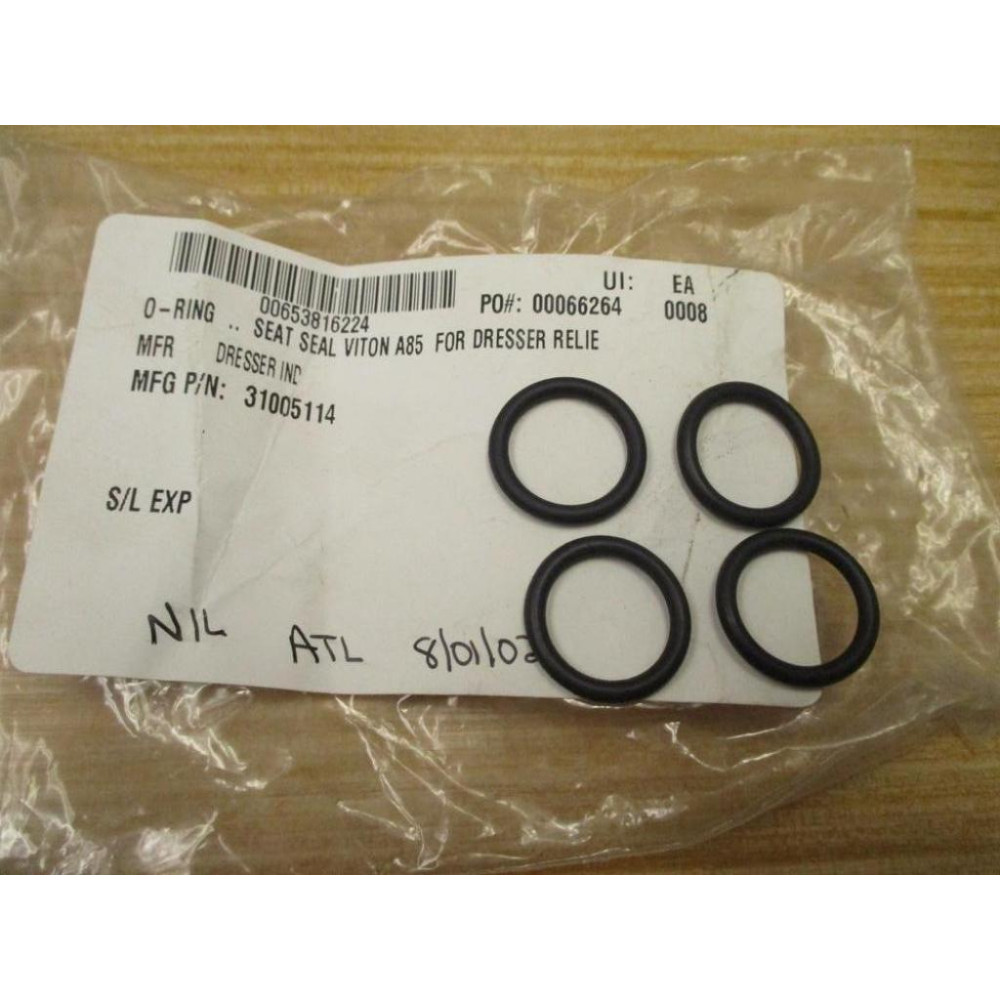 UI: EA
00653816224 PO#: 00066264 0008
O-RING .. SEAT SEAL VITON A85 FOR DRESSER RELIE
MFR DRESSER IND
MFG P/N: 31005114
S/L EXP
N/L ATL 8/01/02